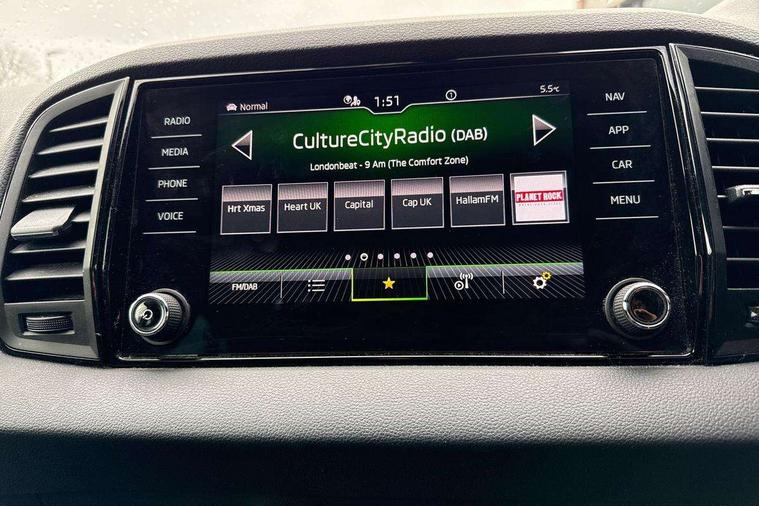 Normal
1:51
1
5.5°C
RADIO
MEDIA
PHONE
VOICE
NAV
APP
CAR
MENU
CultureCityRadio (DAB)
Londonbeat - 9 Am (The Comfort Zone)
Hrt Xmas
Heart UK
Capital
Cap UK
HallamFM
PLANET ROCK
FM/DAB